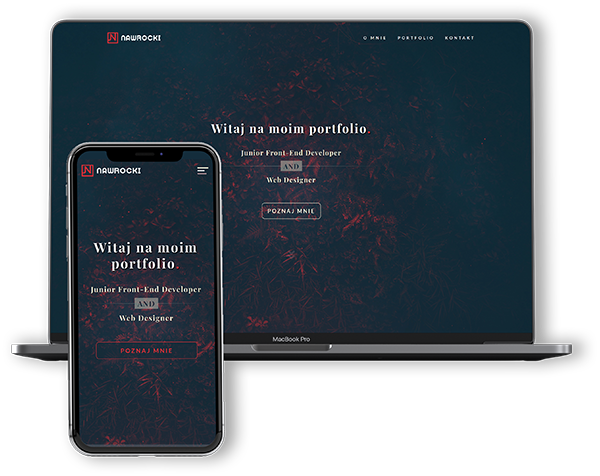 NAWROCKI
O MNIE PORTFOLIO KONTAKT
Witaj na moim portfolio.
Junior Front-End Developer
AND
Web Designer
POZNAJ MNIE
MacBook Pro
NAWROCKI
Witaj na moim
portfolio.
Junior Front-End Developer
AND
Web Designer
POZNAJ MNIE